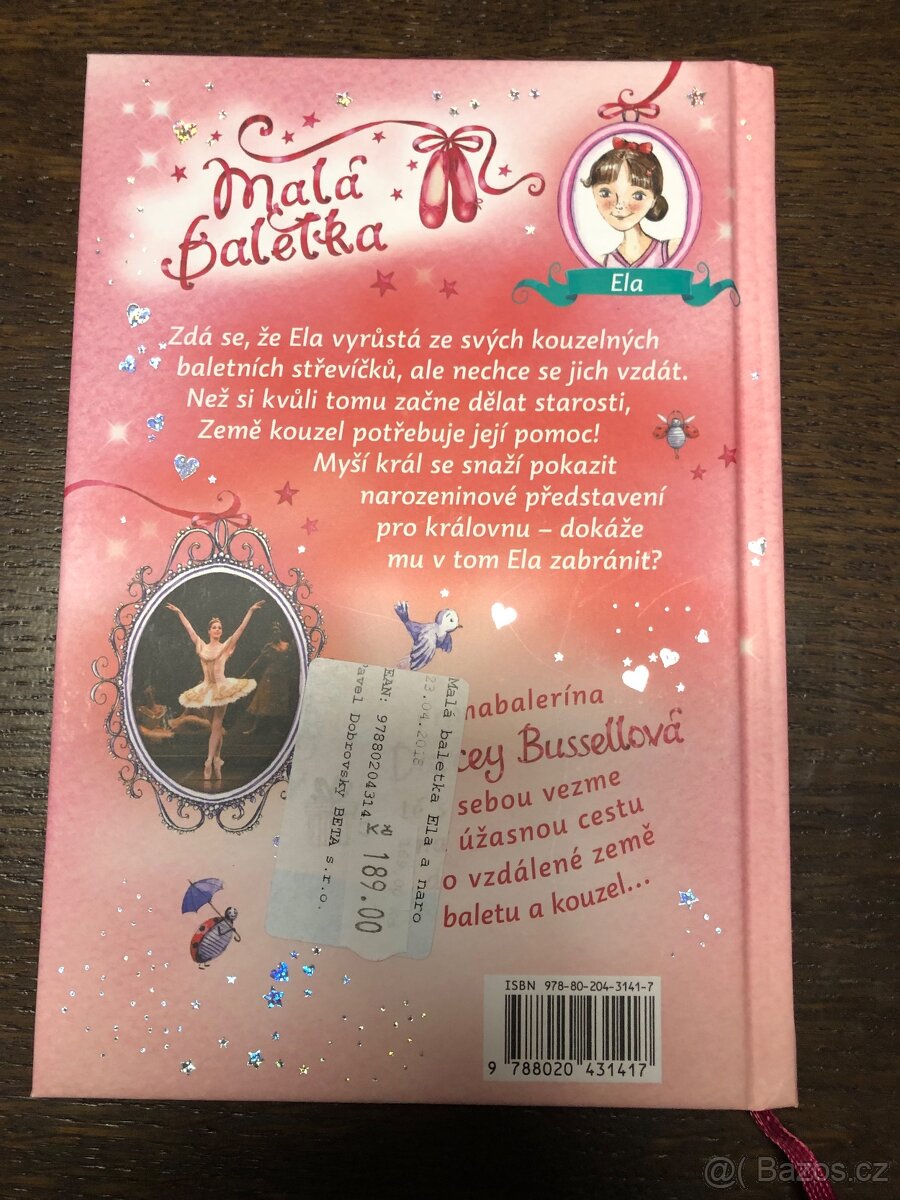 Malá
baletka
Ela
Zdá se, že Ela vyrůstá ze svých kouzelných
baletních střevíčků, ale nechce se jich vzdát.
Než si kvůli tomu začne dělat starosti,
Země kouzel potřebuje její pomoc!
Myší král se snaží pokazit
narozeninové představení
pro královnu – dokáže
mu v tom Ela zabránit?
nabalerína
cey Bussellová
sebou vezme
úžasnou cestu
o vzdálené země
baletu a kouzel...
Malá baletka Ela a naro
23.04.2018
EAN: 97880204314
Kč 189.00
Pavel Dobrovsky BETA s.r.o.
ISBN 978-80-204-3141-7
9 788020 431417
@( Bazos.cz